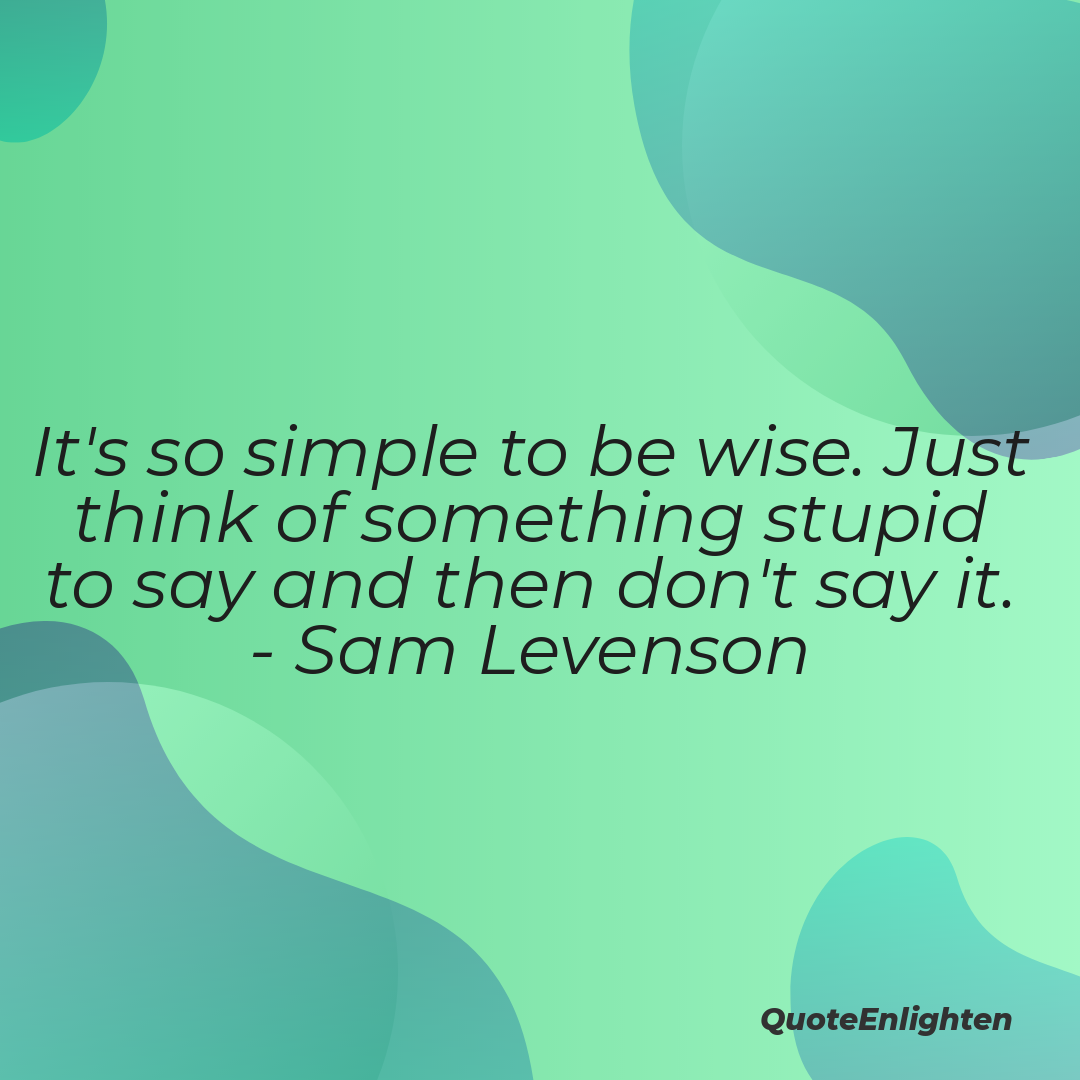 It's so simple to be wise. Just
think of something stupid
to say and then don't say it.
- Sam Levenson
QuoteEnlighten